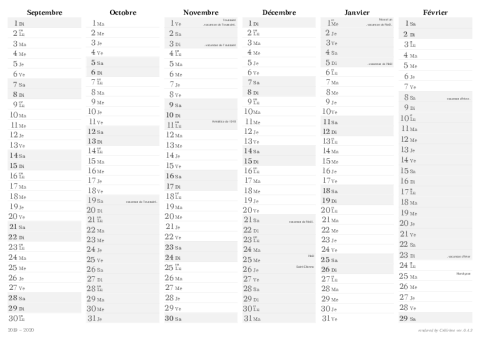 Septembre
1 Di
2 Lu
3 Ma
4 Me
5 Je
6 Ve
7 Sa
8 Di
9 Lu
10 Ma
11 Me
12 Je
13 Ve
14 Sa
15 Di
16 Lu
17 Ma
18 Me
19 Je
20 Ve
21 Sa
22 Di
23 Lu
24 Ma
25 Me
26 Je
27 Ve
28 Sa
29 Di
30 Lu
Octobre
1 Ma
2 Me
3 Je
4 Ve
5 Sa
6 Di
7 Lu
8 Ma
9 Me
10 Je
11 Ve
12 Sa
13 Di
14 Lu
15 Ma
16 Me
17 Je
18 Ve
19 Sa vacances de Toussaint
20 Di
21 Lu
22 Ma
23 Me
24 Je
25 Ve
26 Sa
27 Di
28 Lu
29 Ma
30 Me
31 Je
Novembre
Toussaint
1 Ve vacances de Toussaint
2 Sa
3 Di vacances de Toussaint
4 Lu
5 Ma
6 Me
7 Je
8 Ve
9 Sa
10 Di
11 Lu Armistice de 1918
12 Ma
13 Me
14 Je
15 Ve
16 Sa
17 Di
18 Lu
19 Ma
20 Me
21 Je
22 Ve
23 Sa
24 Di
25 Lu
26 Ma
27 Me
28 Je
29 Ve
30 Sa
Décembre
1 Di
2 Lu
3 Ma
4 Me
5 Je
6 Ve
7 Sa
8 Di
9 Lu
10 Ma
11 Me
12 Je
13 Ve
14 Sa
15 Di
16 Lu
17 Ma
18 Me
19 Je
20 Ve
21 Sa vacances de Noël
22 Di
23 Lu
24 Ma
25 Me Noël
26 Je
27 Ve
28 Sa
29 Di
30 Lu
31 Ma
Janvier
Nouvel an
1 Me vacances de Noël
2 Je
3 Ve
4 Sa
5 Di vacances de Noël
6 Lu
7 Ma
8 Me
9 Je
10 Ve
11 Sa
12 Di
13 Lu
14 Ma
15 Me
16 Je
17 Ve
18 Sa
19 Di
20 Lu
21 Ma
22 Me
23 Je
24 Ve
25 Sa
26 Di
27 Lu
28 Ma
29 Me
30 Je
31 Ve
Février
1 Sa
2 Di
3 Lu
4 Ma
5 Me
6 Je
7 Ve
8 Sa vacances d'hiver
9 Di
10 Lu
11 Ma
12 Me
13 Je
14 Ve
15 Sa
16 Di
17 Lu
18 Ma
19 Me
20 Je
21 Ve
22 Sa
23 Di vacances d'hiver
24 Lu
25 Ma Mardi gras
26 Me
27 Je
28 Ve
29 Sa
2019 – 2020